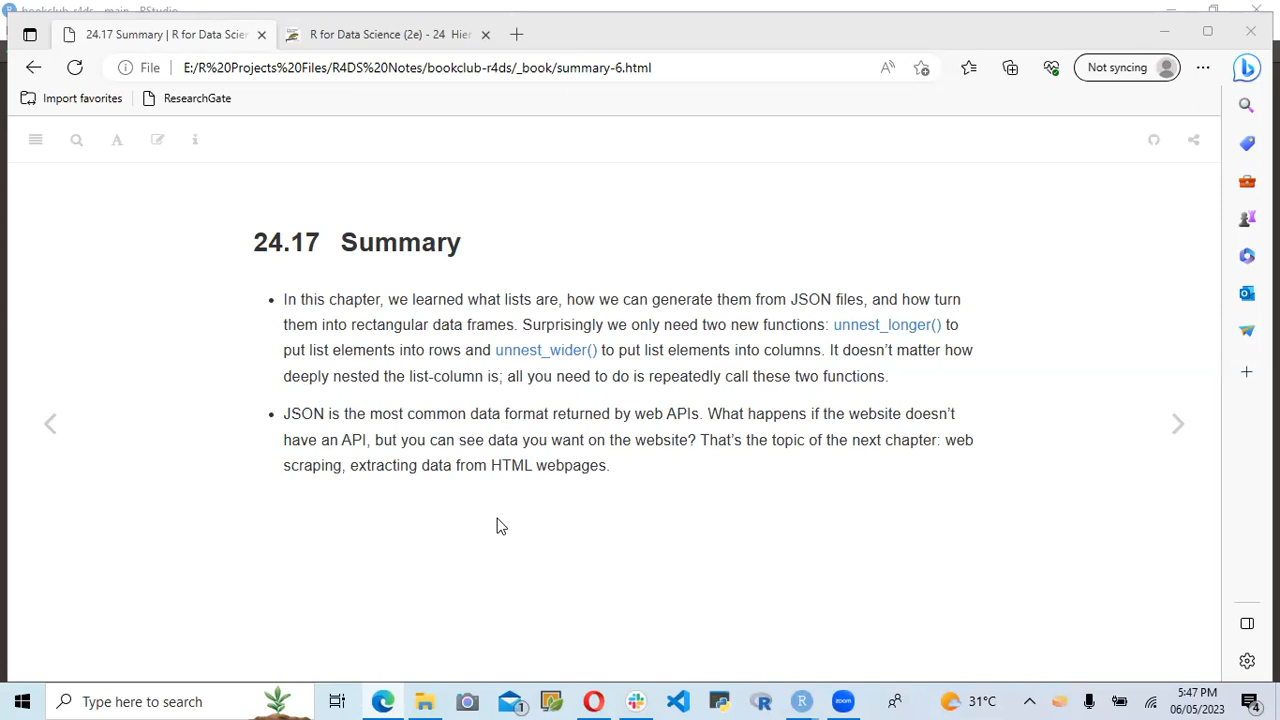 bookclub-r4ds - main - RStudio
24.17 Summary | R for Data Scien
R for Data Science (2e) - 24 Hier
File
E:/R%20Projects%20Files/R4DS%20Notes/bookclub-r4ds/_book/summary-6.html
Not syncing
Import favorites
ResearchGate
24.17 Summary
• In this chapter, we learned what lists are, how we can generate them from JSON files, and how turn
them into rectangular data frames. Surprisingly we only need two new functions: unnest_longer() to
put list elements into rows and unnest_wider() to put list elements into columns. It doesn’t matter how
deeply nested the list-column is; all you need to do is repeatedly call these two functions.
• JSON is the most common data format returned by web APIs. What happens if the website doesn’t
have an API, but you can see data you want on the website? That’s the topic of the next chapter: web
scraping, extracting data from HTML webpages.
Type here to search
1
zoom
31°C
5:47 PM
06/05/2023
4